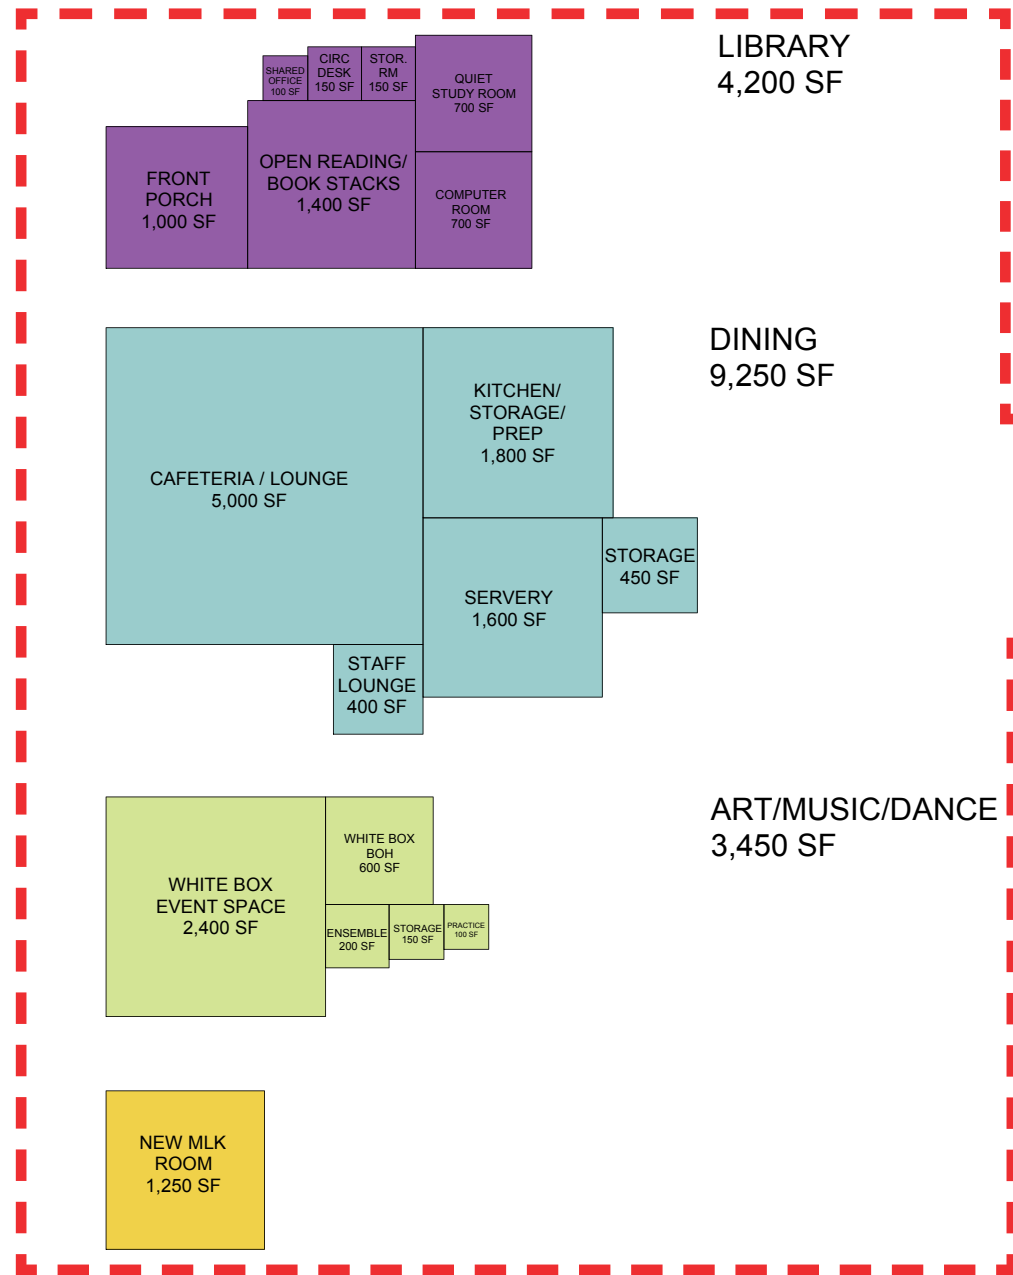 LIBRARY
4,200 SF
SHARED
OFFICE
100 SF
CIRC
DESK
150 SF
STOR.
RM
150 SF
QUIET
STUDY ROOM
700 SF
FRONT
PORCH
1,000 SF
OPEN READING/
BOOK STACKS
1,400 SF
COMPUTER
ROOM
700 SF
DINING
9,250 SF
CAFETERIA / LOUNGE
5,000 SF
KITCHEN/
STORAGE/
PREP
1,800 SF
SERVERY
1,600 SF
STORAGE
450 SF
STAFF
LOUNGE
400 SF
ART/MUSIC/DANCE
3,450 SF
WHITE BOX
EVENT SPACE
2,400 SF
WHITE BOX
BOH
600 SF
ENSEMBLE
200 SF
STORAGE
150 SF
PRACTICE
100 SF
NEW MLK
ROOM
1,250 SF